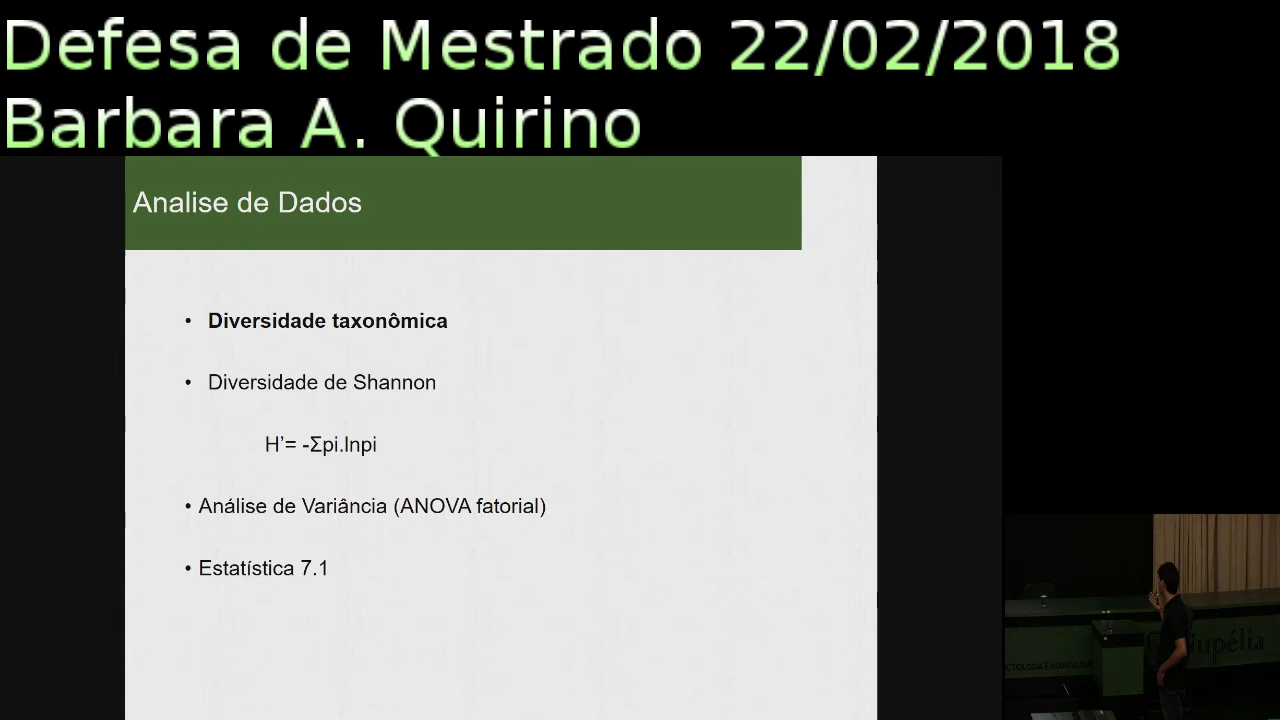 Defesa de Mestrado 22/02/2018
Barbara A. Quirino
Analise de Dados
• Diversidade taxonômica
• Diversidade de Shannon
H’= -Σpi.lnpi
• Análise de Variância (ANOVA fatorial)
• Estatística 7.1
Nupélia